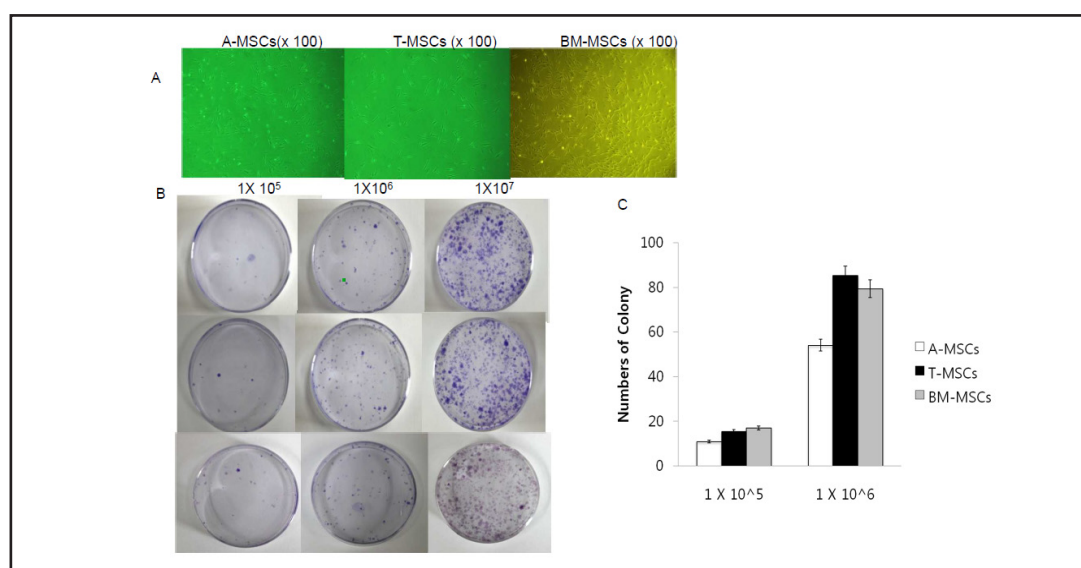 A-MSCs(x 100) T-MSCs (x 100) BM-MSCs (x 100)
A
B
1X 10⁵ 1X10⁶ 1X10⁷
C
100
80
60
40
20
0
Numbers of Colony
1 X 10^5 1 X 10^6
A-MSCs
T-MSCs
BM-MSCs